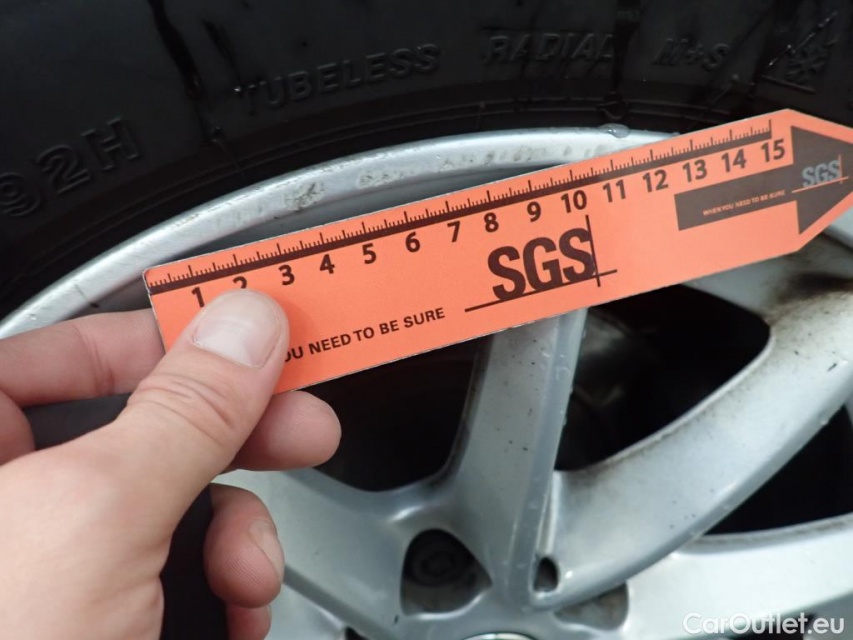 TUBELESS RADIAL M+S
92H
1 2 3 4 5 6 7 8 9 10 11 12 13 14 15
SGS
WHEN YOU NEED TO BE SURE
SGS
OU NEED TO BE SURE
CarOutlet.eu